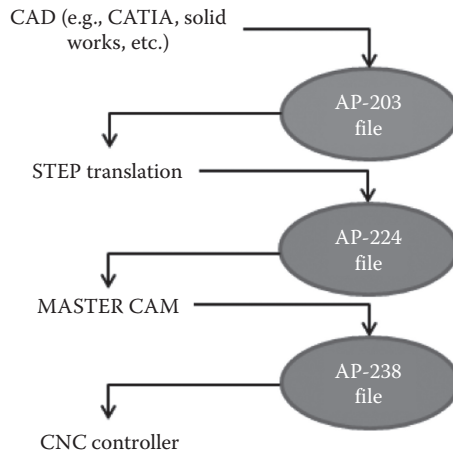 CAD (e.g., CATIA, solid
works, etc.)
AP-203
file
STEP translation
AP-224
file
MASTER CAM
AP-238
file
CNC controller